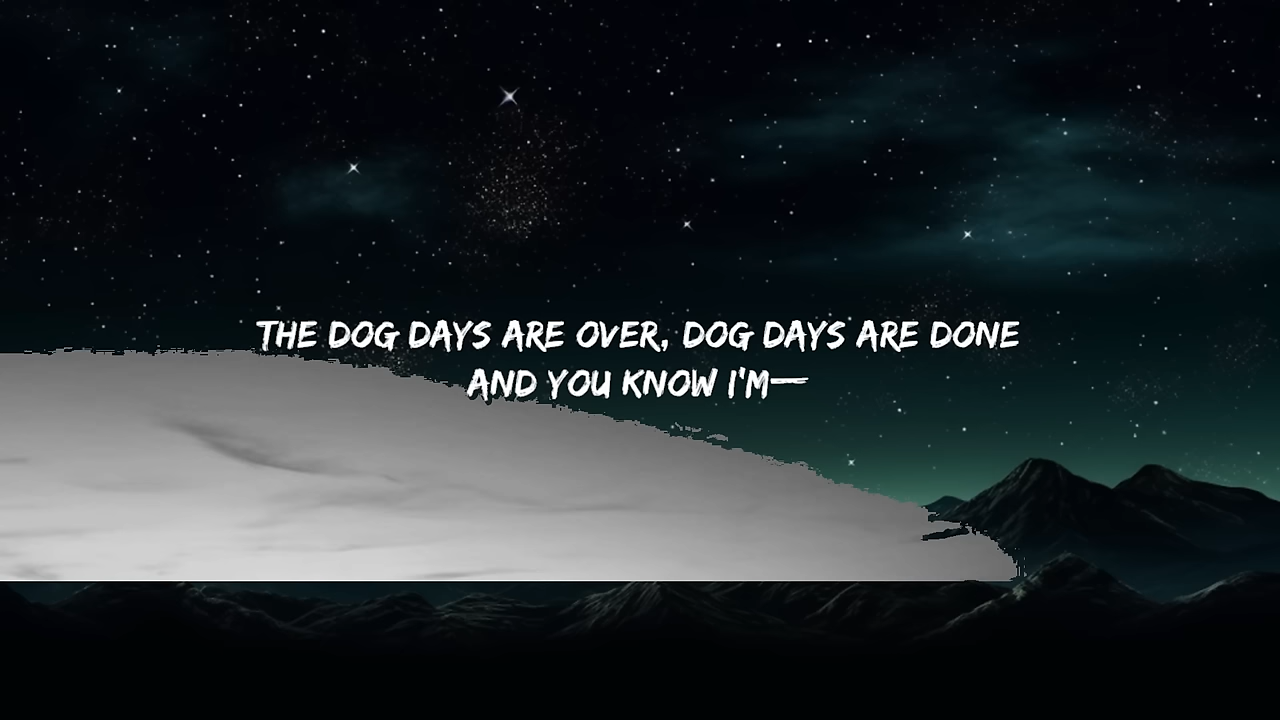 THE DOG DAYS ARE OVER, DOG DAYS ARE DONE
AND YOU KNOW I'M—